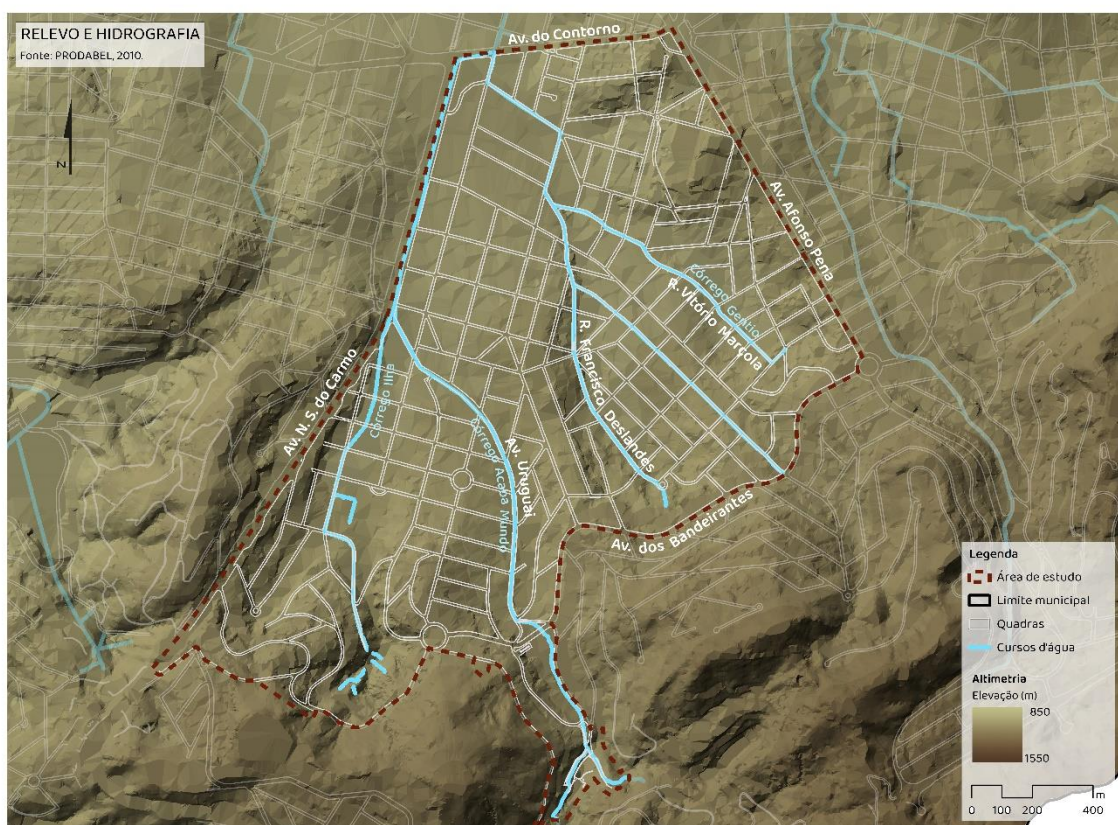 RELEVO E HIDROGRAFIA
Fonte: PRODABEL, 2010.
N
Av. do Contorno
Av. Afonso Pena
Córrego Gentio
R. Vitório Marçola
R. Francisco Deslandes
Av. N. S. do Carmo
Córrego Ilha
Av. Uruguai
Córrego Acaba Mundo
Av. dos Bandeirantes
Legenda
Área de estudo
Limite municipal
Quadras
Cursos d'água
Altimetria
Elevação (m)
850
1550
m
0 100 200 400